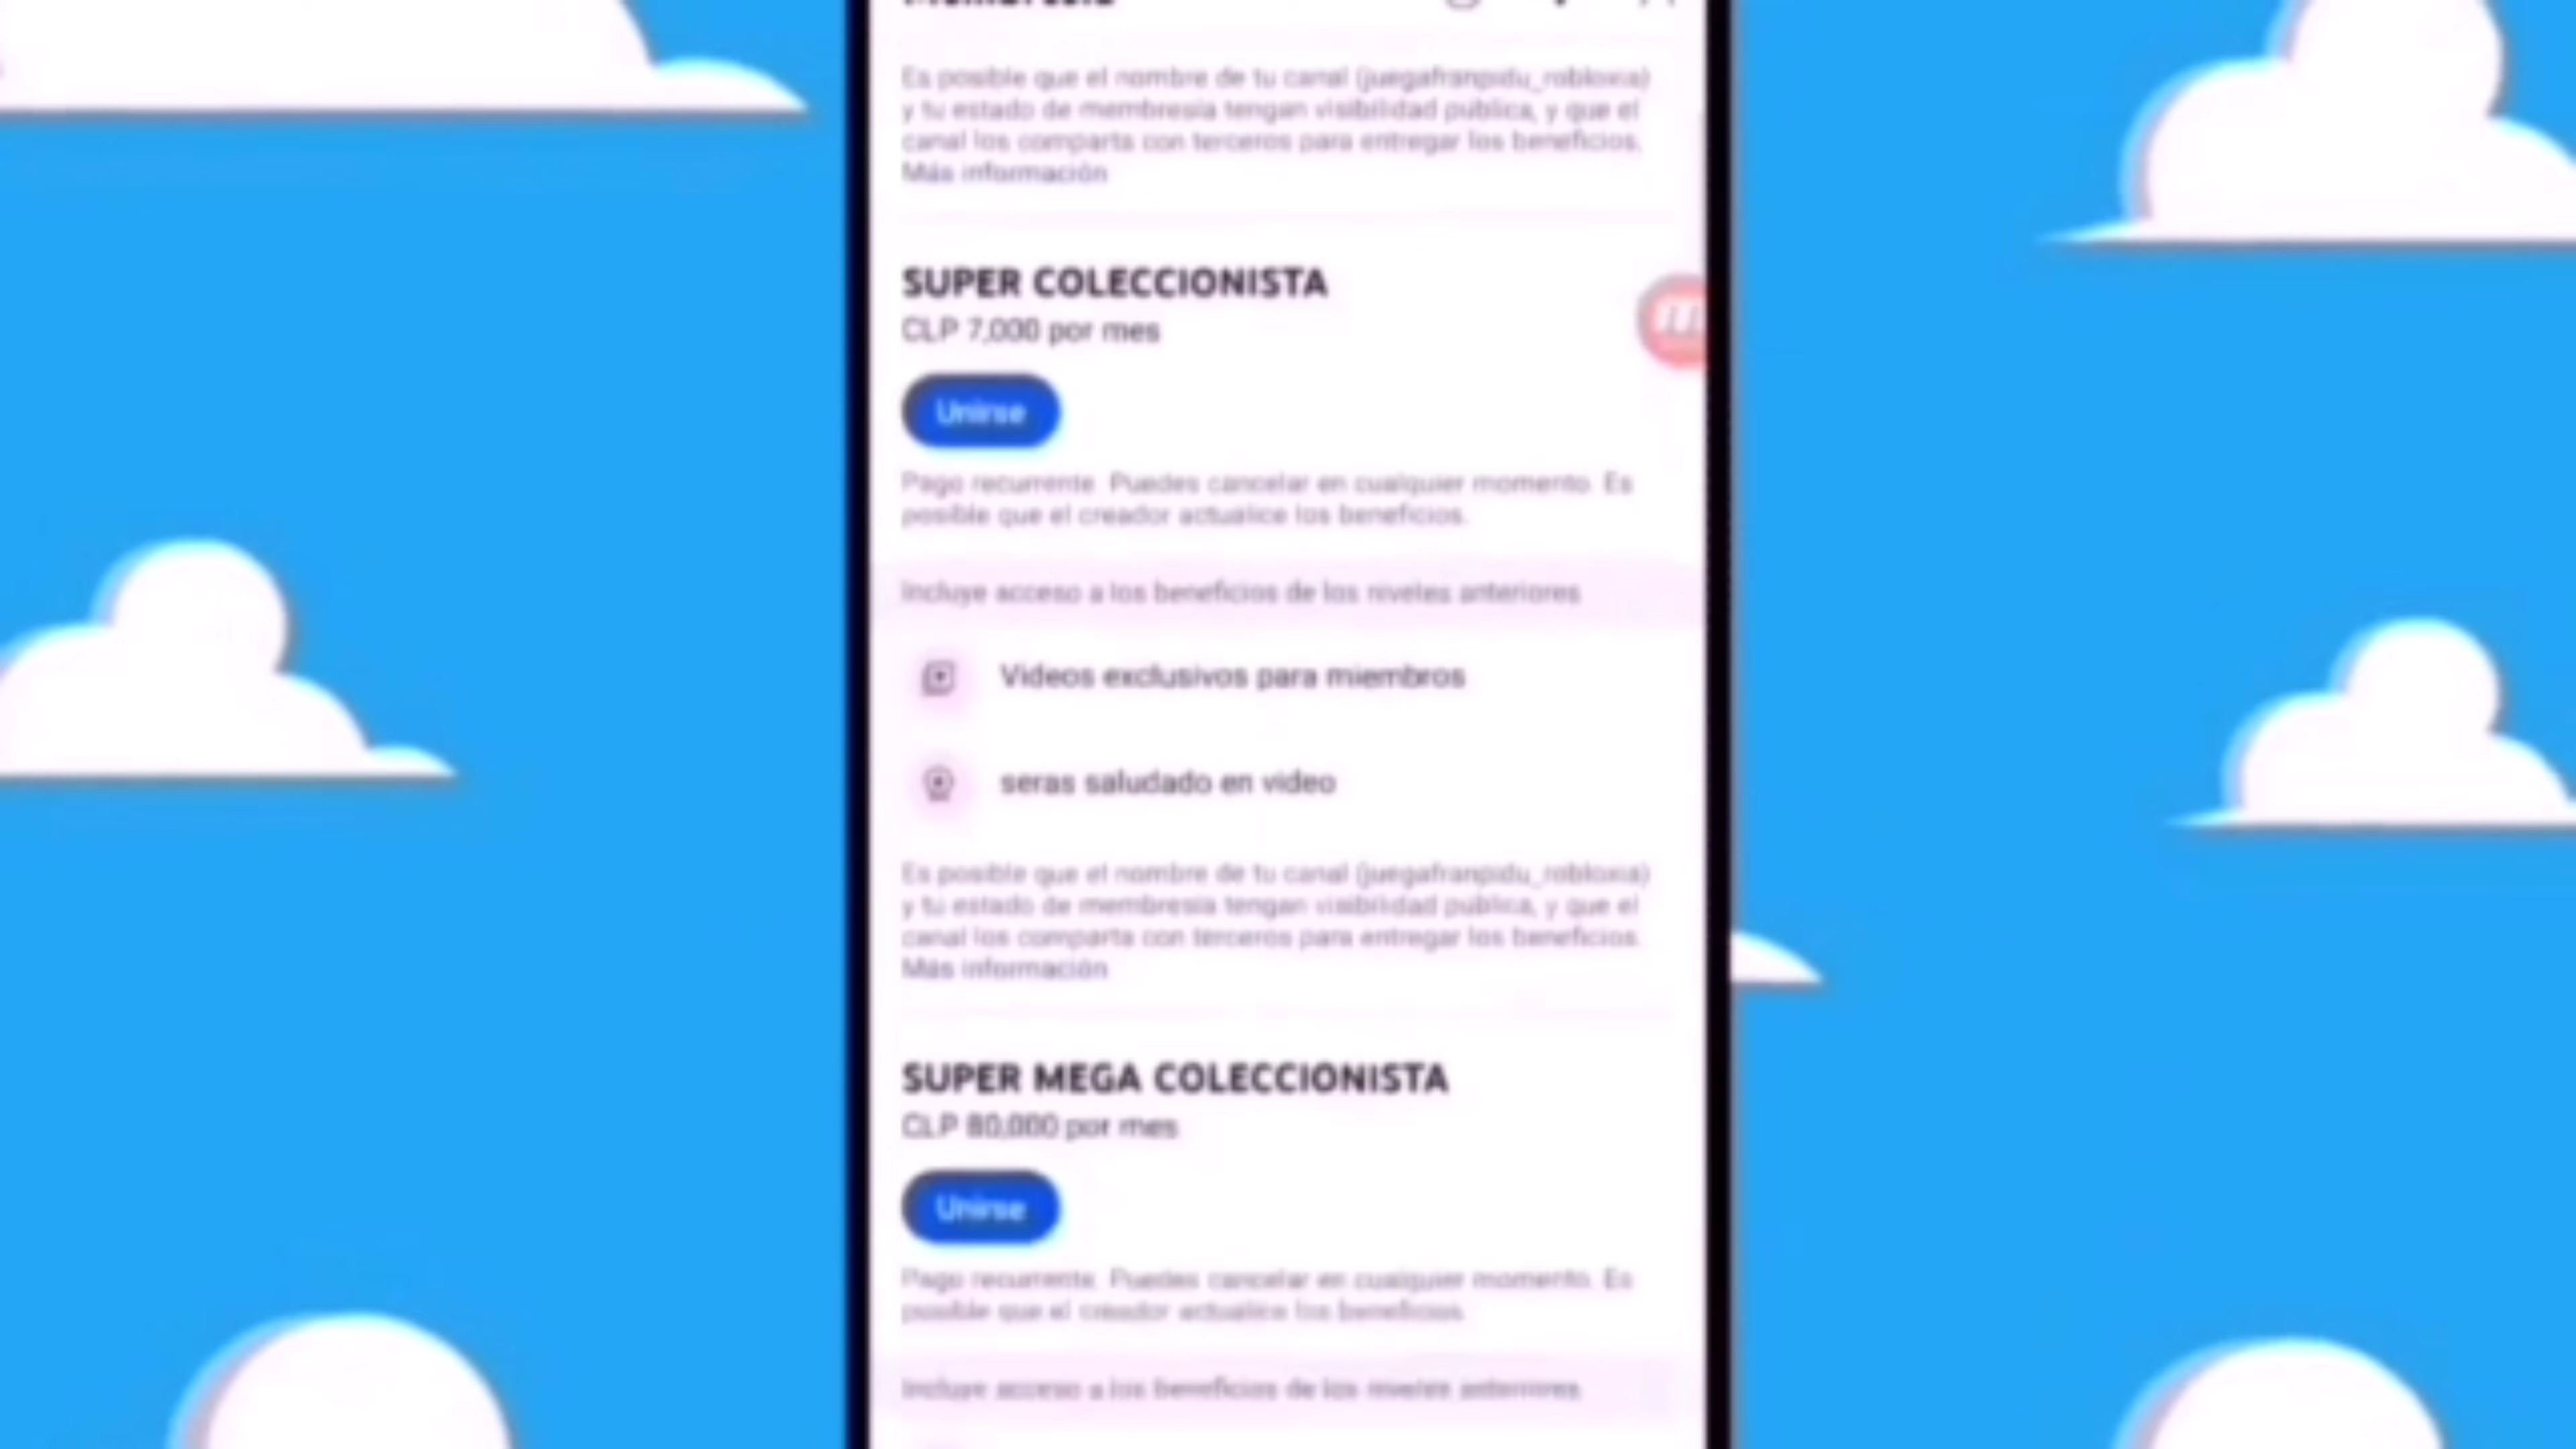 Es posible que el nombre de tu canal (juegafranpidu_robloxia)
y tu estado de membresía tengan visibilidad pública, y que el
canal los comparta con terceros para entregar los beneficios.
Más información
SUPER COLECCIONISTA
CLP 7,000 por mes
Unirse
Pago recurrente. Puedes cancelar en cualquier momento. Es
posible que el creador actualice los beneficios.
Incluye acceso a los beneficios de los niveles anteriores
Videos exclusivos para miembros
seras saludado en video
Es posible que el nombre de tu canal (juegafranpidu_robloxia)
y tu estado de membresía tengan visibilidad pública, y que el
canal los comparta con terceros para entregar los beneficios.
Más información
SUPER MEGA COLECCIONISTA
CLP 80,000 por mes
Unirse
Pago recurrente. Puedes cancelar en cualquier momento. Es
posible que el creador actualice los beneficios.
Incluye acceso a los beneficios de los niveles anteriores